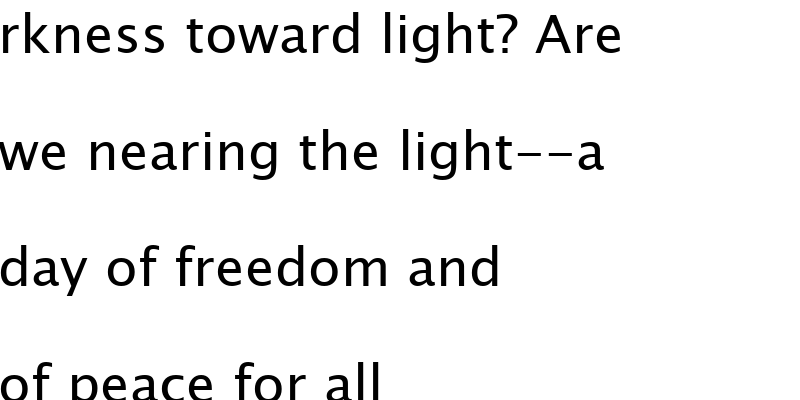 rkness toward light? Are
we nearing the light--a
day of freedom and
of peace for all